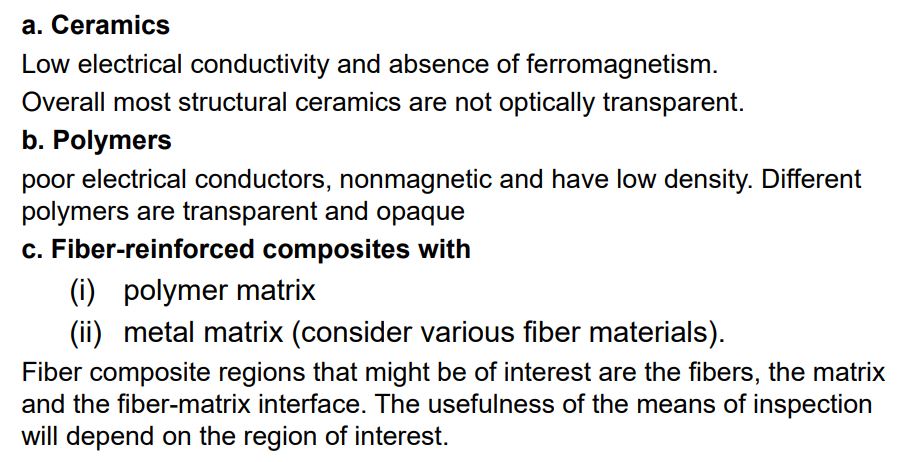 a. Ceramics
Low electrical conductivity and absence of ferromagnetism.
Overall most structural ceramics are not optically transparent.
b. Polymers
poor electrical conductors, nonmagnetic and have low density. Different
polymers are transparent and opaque
c. Fiber-reinforced composites with
(i) polymer matrix
(ii) metal matrix (consider various fiber materials).
Fiber composite regions that might be of interest are the fibers, the matrix
and the fiber-matrix interface. The usefulness of the means of inspection
will depend on the region of interest.